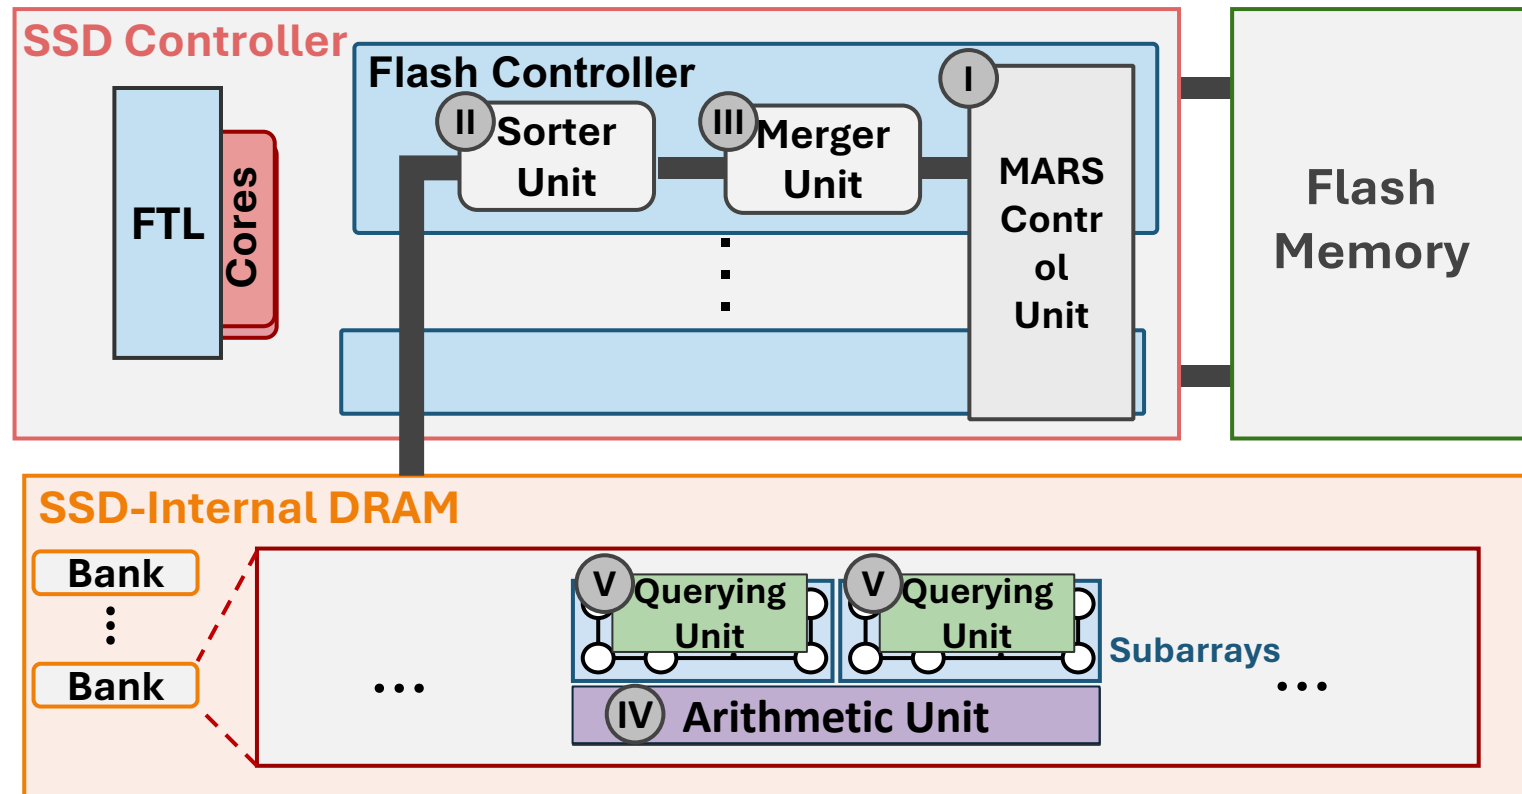 SSD Controller
Flash Controller
I
II
Sorter
Unit
III
Merger
Unit
MARS
Contr
ol
Unit
FTL
Cores
Flash
Memory
SSD-Internal DRAM
Bank
Bank
V
Querying
Unit
V
Querying
Unit
Subarrays
...
...
IV
Arithmetic Unit